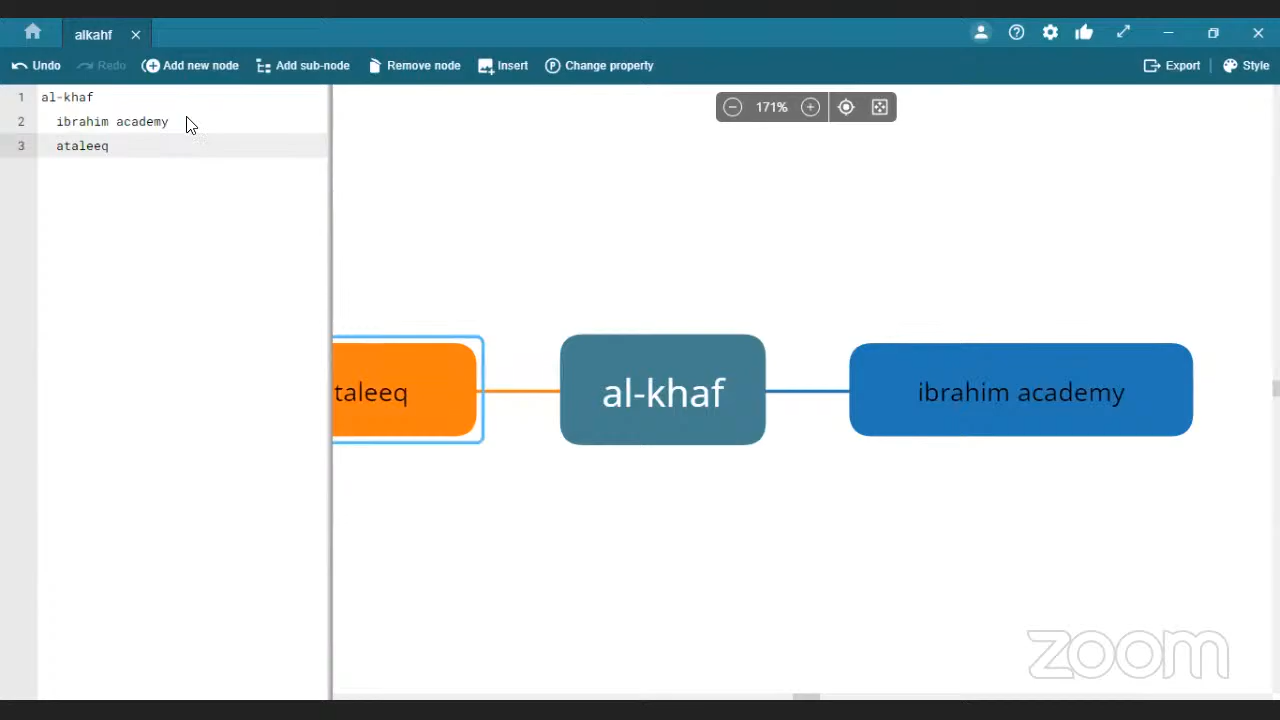 alkahf
Undo Redo Add new node Add sub-node Remove node Insert Change property Export Style
1 al-khaf
2 ibrahim academy
3 ataleeq
171%
taleeq
al-khaf
ibrahim academy
zoom